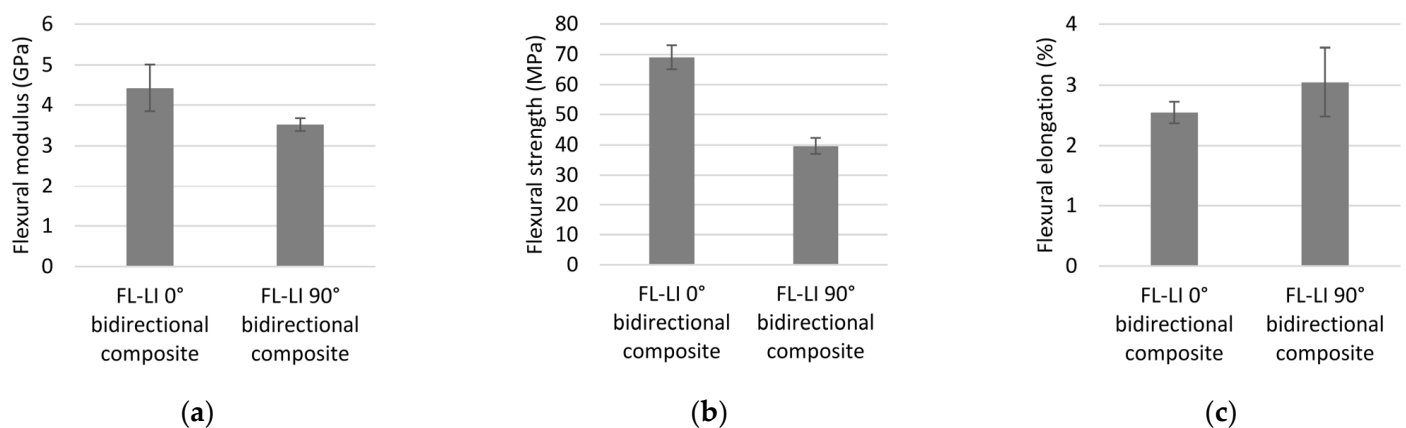 Flexural modulus (GPa)
6
5
4
3
2
1
0
FL-LI 0°
bidirectional
composite
FL-LI 90°
bidirectional
composite
(a)
Flexural strength (MPa)
80
70
60
50
40
30
20
10
0
FL-LI 0°
bidirectional
composite
FL-LI 90°
bidirectional
composite
(b)
Flexural elongation (%)
4
3
2
1
0
FL-LI 0°
bidirectional
composite
FL-LI 90°
bidirectional
composite
(c)